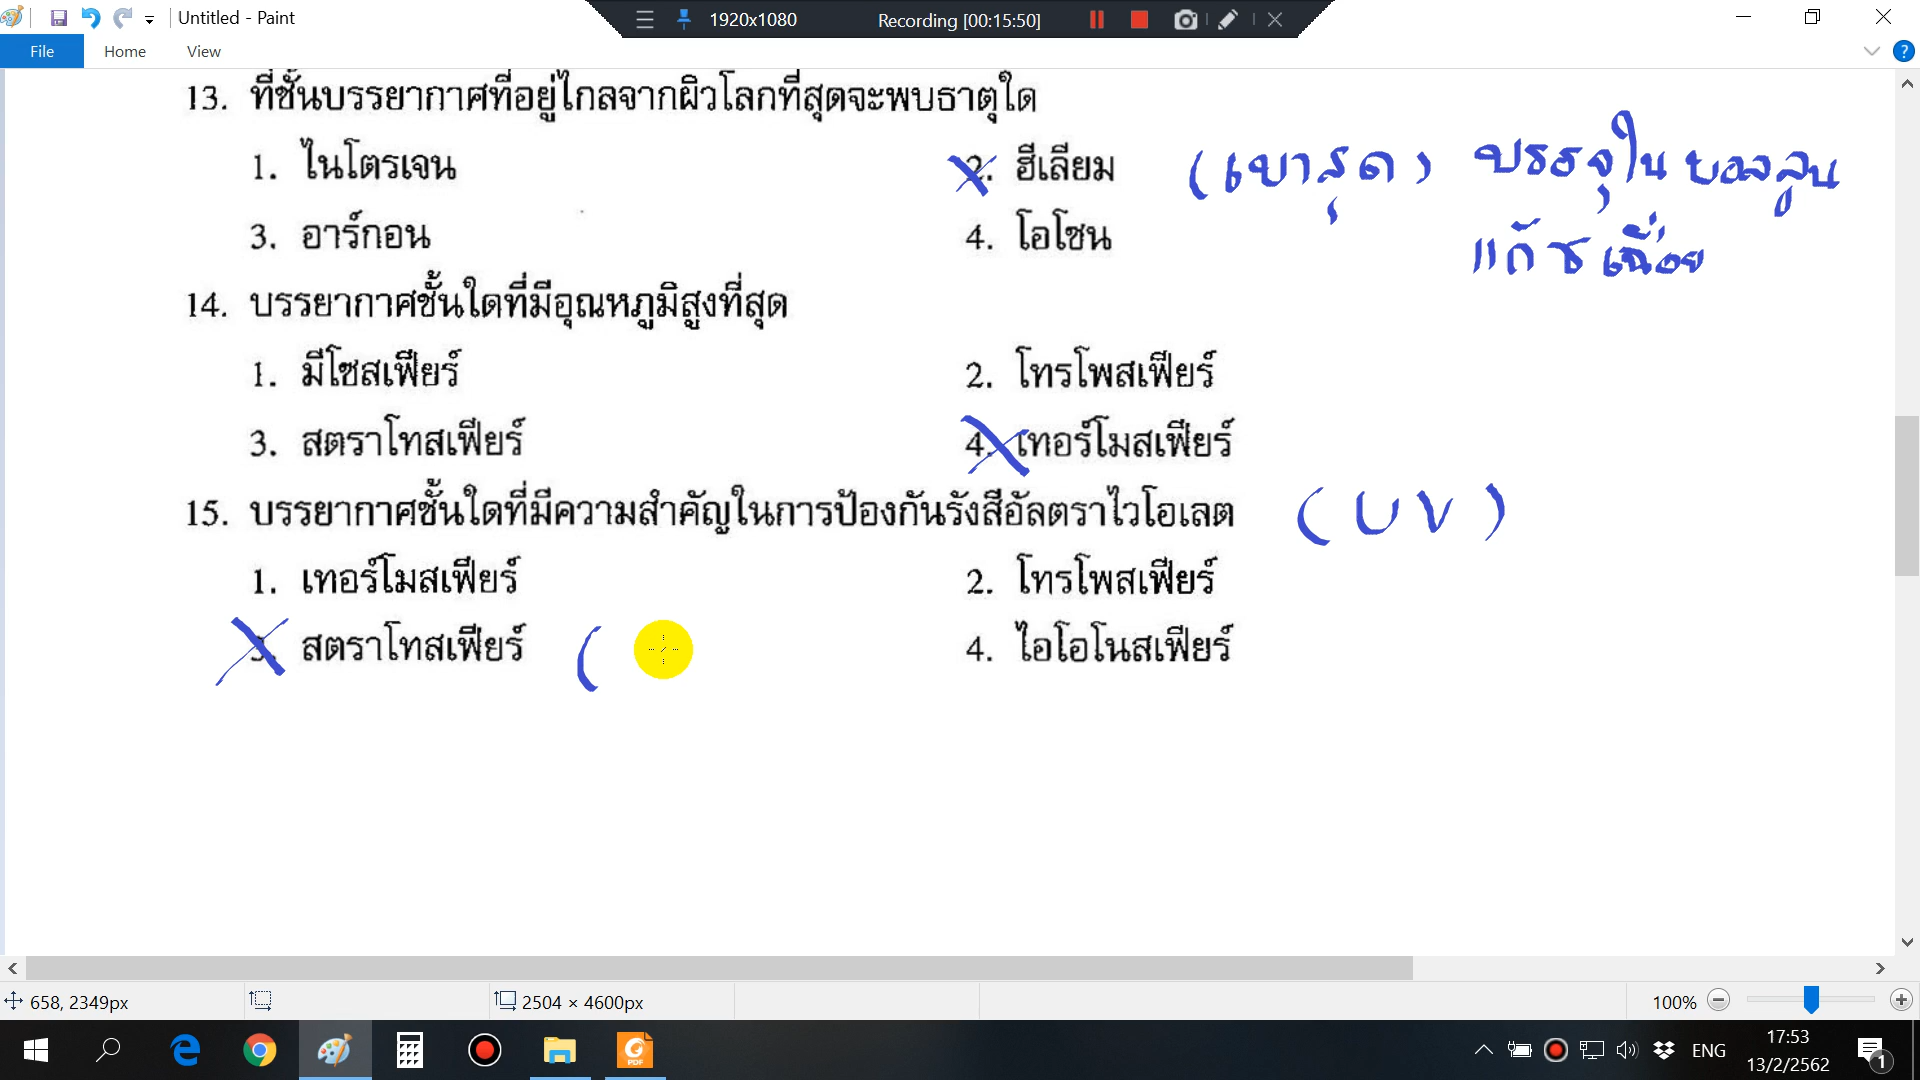 Untitled - Paint
1920x1080
Recording [00:15:50]
File Home View
13. ที่ชั้นบรรยากาศที่อยู่ไกลจากผิวโลกที่สุดจะพบธาตุใด
1. ไนโตรเจน
2. ฮีเลียม (เบาสุด) บรรจุในบอลลูน
3. อาร์กอน
4. โอโซน
แก๊ซเฉื่อย
14. บรรยากาศชั้นใดที่มีอุณหภูมิสูงที่สุด
1. มีโซสเฟียร์
2. โทรโพสเฟียร์
3. สตราโทสเฟียร์
4. เทอร์โมสเฟียร์
15. บรรยากาศชั้นใดที่มีความสำคัญในการป้องกันรังสีอัลตราไวโอเลต (UV)
1. เทอร์โมสเฟียร์
2. โทรโพสเฟียร์
3. สตราโทสเฟียร์ (
4. ไอโอโนสเฟียร์
658, 2349px
2504 × 4600px
100%
PDF
ENG
17:53
13/2/2562
1